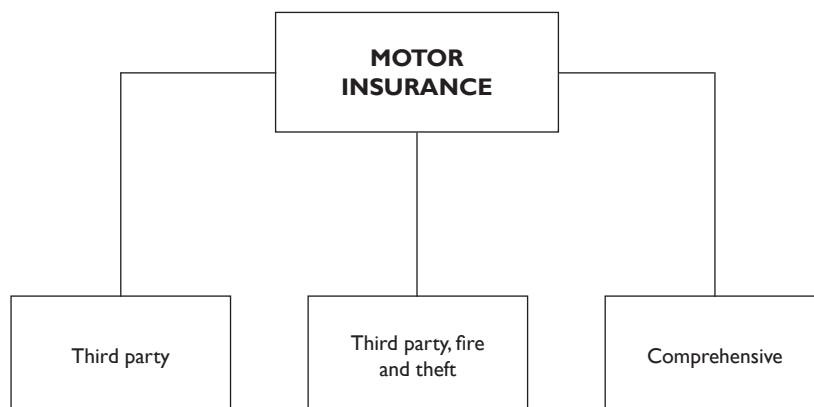 MOTOR
INSURANCE
Third party
Third party, fire
and theft
Comprehensive